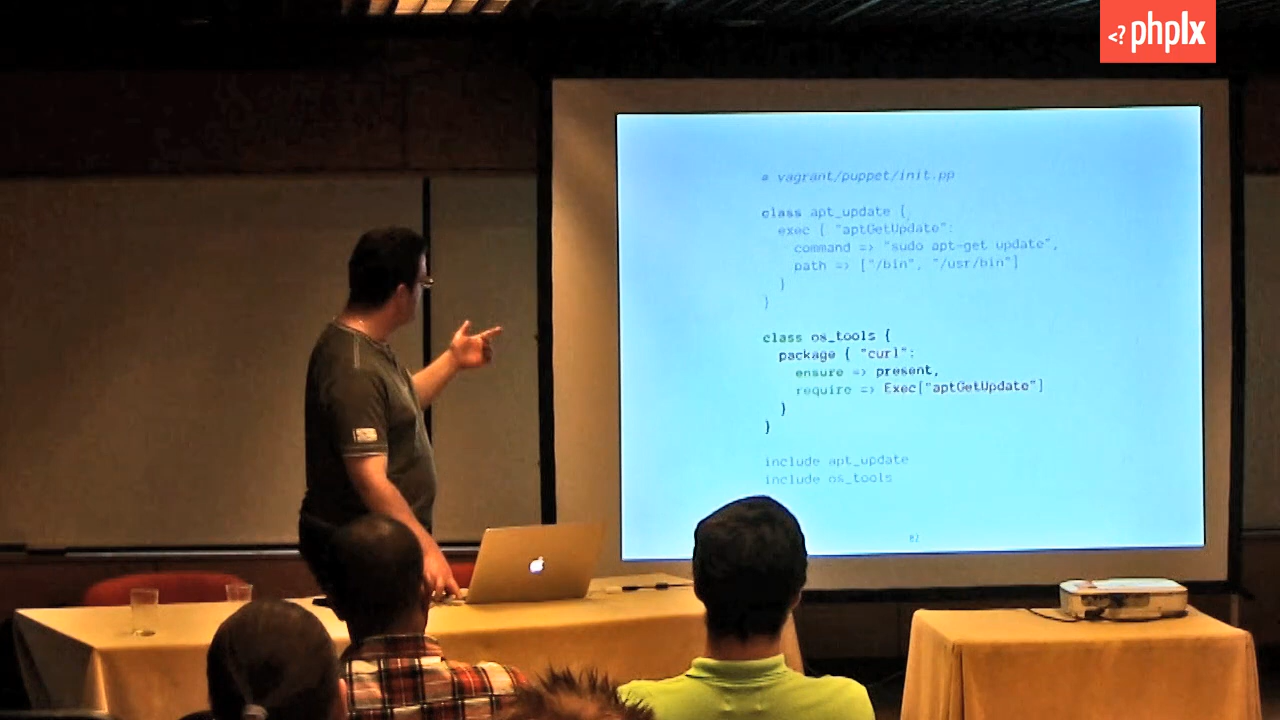 <? phplx
# vagrant/puppet/init.pp
class apt_update {
exec { "aptGetUpdate":
command => "sudo apt-get update",
path => ["/bin", "/usr/bin"]
}
}
class os_tools {
package { "curl":
ensure => present,
require => Exec["aptGetUpdate"]
}
}
include apt_update
include os_tools